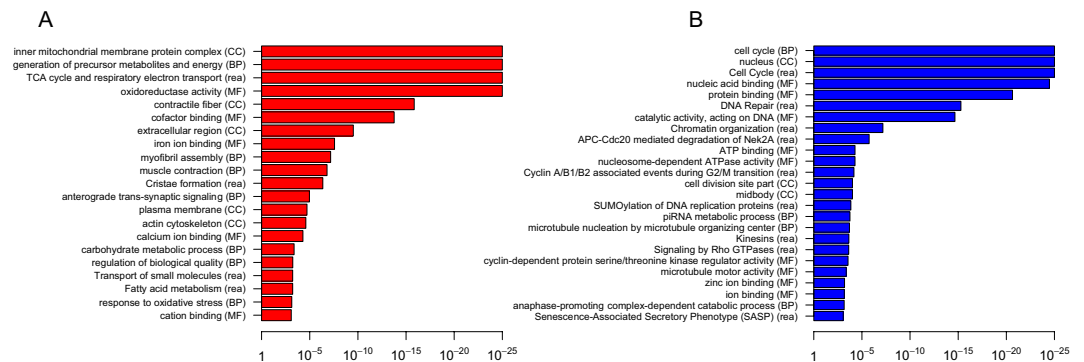 A
inner mitochondrial membrane protein complex (CC)
generation of precursor metabolites and energy (BP)
TCA cycle and respiratory electron transport (rea)
oxidoreductase activity (MF)
contractile fiber (CC)
cofactor binding (MF)
extracellular region (CC)
iron ion binding (MF)
myofibril assembly (BP)
muscle contraction (BP)
Cristae formation (rea)
anterograde trans-synaptic signaling (BP)
plasma membrane (CC)
actin cytoskeleton (CC)
calcium ion binding (MF)
carbohydrate metabolic process (BP)
regulation of biological quality (BP)
Transport of small molecules (rea)
Fatty acid metabolism (rea)
response to oxidative stress (BP)
cation binding (MF)
1 10⁻⁵ 10⁻¹⁰ 10⁻¹⁵ 10⁻²⁰ 10⁻²⁵
B
cell cycle (BP)
nucleus (CC)
Cell Cycle (rea)
nucleic acid binding (MF)
protein binding (MF)
DNA Repair (rea)
catalytic activity, acting on DNA (MF)
Chromatin organization (rea)
APC-Cdc20 mediated degradation of Nek2A (rea)
ATP binding (MF)
nucleosome-dependent ATPase activity (MF)
Cyclin A/B1/B2 associated events during G2/M transition (rea)
cell division site part (CC)
midbody (CC)
SUMOylation of DNA replication proteins (rea)
piRNA metabolic process (BP)
microtubule nucleation by microtubule organizing center (BP)
Kinesins (rea)
Signaling by Rho GTPases (rea)
cyclin-dependent protein serine/threonine kinase regulator activity (MF)
microtubule motor activity (MF)
zinc ion binding (MF)
ion binding (MF)
anaphase-promoting complex-dependent catabolic process (BP)
Senescence-Associated Secretory Phenotype (SASP) (rea)
1 10⁻⁵ 10⁻¹⁰ 10⁻¹⁵ 10⁻²⁰ 10⁻²⁵